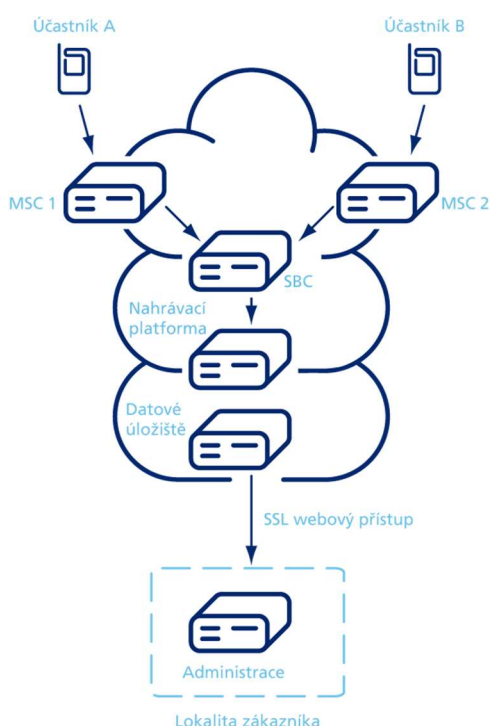 Účastník A
Účastník B
MSC 1
MSC 2
SBC
Nahrávací
platforma
Datové
úložiště
SSL webový přístup
Administrace
Lokalita zákazníka